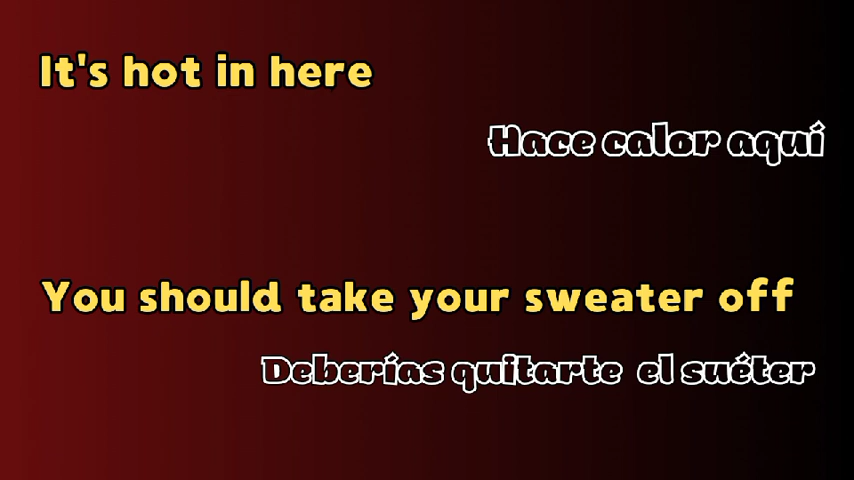 It's hot in here
Hace calor aquí
You should take your sweater off
Deberías quitarte el suéter